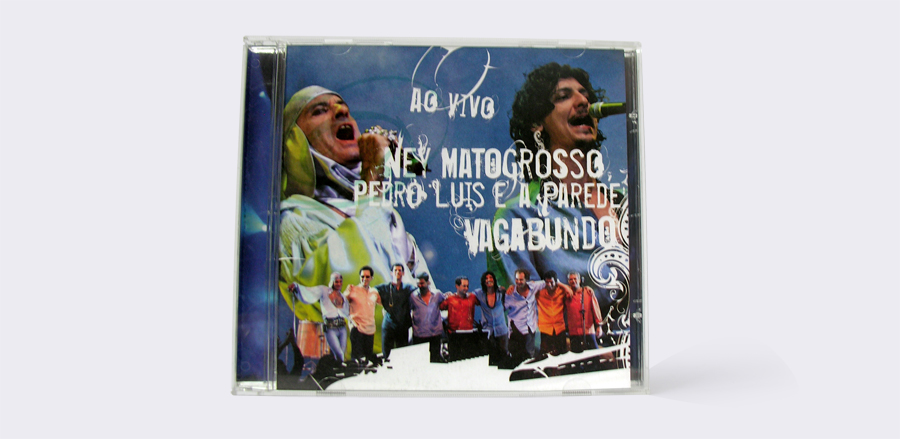 AO VIVO
NEY MATOGROSSO,
PEDRO LUIS E A PAREDE
VAGABUNDO